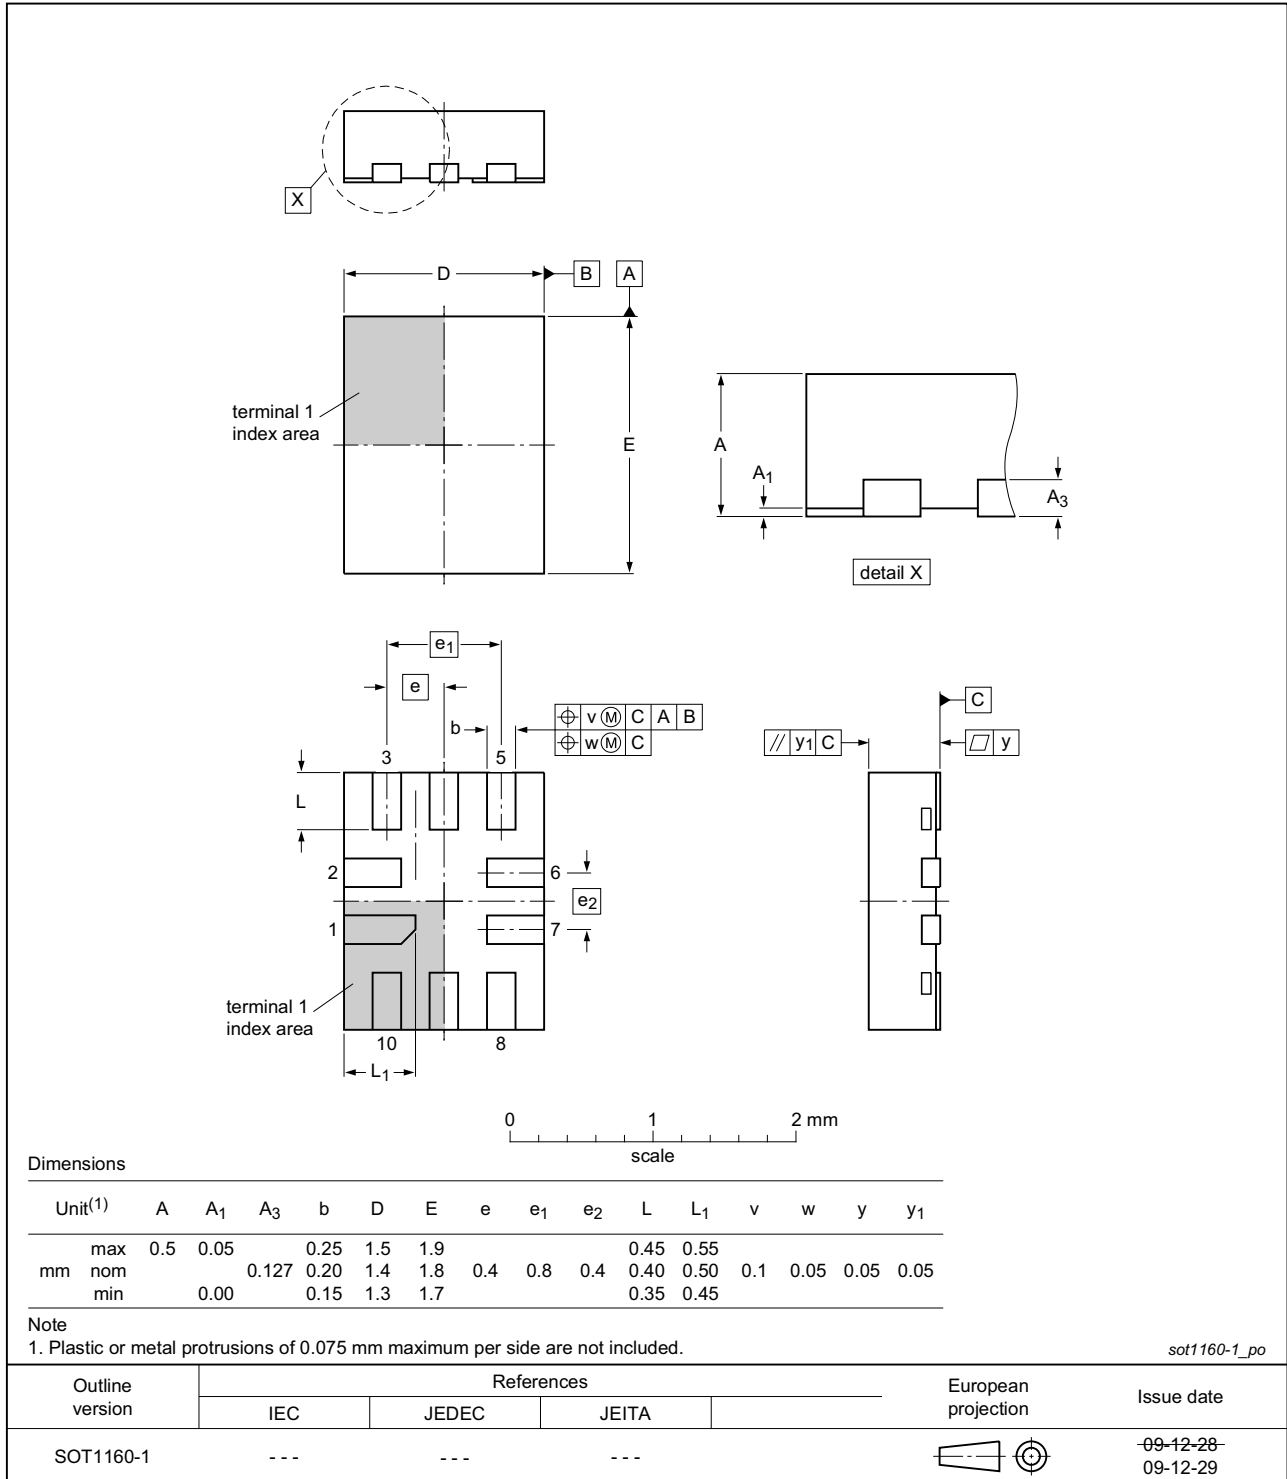 X
D
B
A
terminal 1
index area
E
A
A1
A3
detail X
e1
e
b
v M C A B
w M C
C
// y1 C
y
3
5
L
2
6
e2
1
7
terminal 1
index area
10
8
L1
0 1 2 mm
scale
Dimensions
Unit(1) A A1 A3 b D E e e1 e2 L L1 v w y y1
max 0.5 0.05 0.25 1.5 1.9 0.45 0.55
mm nom 0.127 0.20 1.4 1.8 0.4 0.8 0.4 0.40 0.50 0.1 0.05 0.05 0.05
min 0.00 0.15 1.3 1.7 0.35 0.45
Note
1. Plastic or metal protrusions of 0.075 mm maximum per side are not included.
sot1160-1_po
Outline version
References
European projection
Issue date
IEC JEDEC JEITA
SOT1160-1 - - - - - - - - -
09-12-28
09-12-29